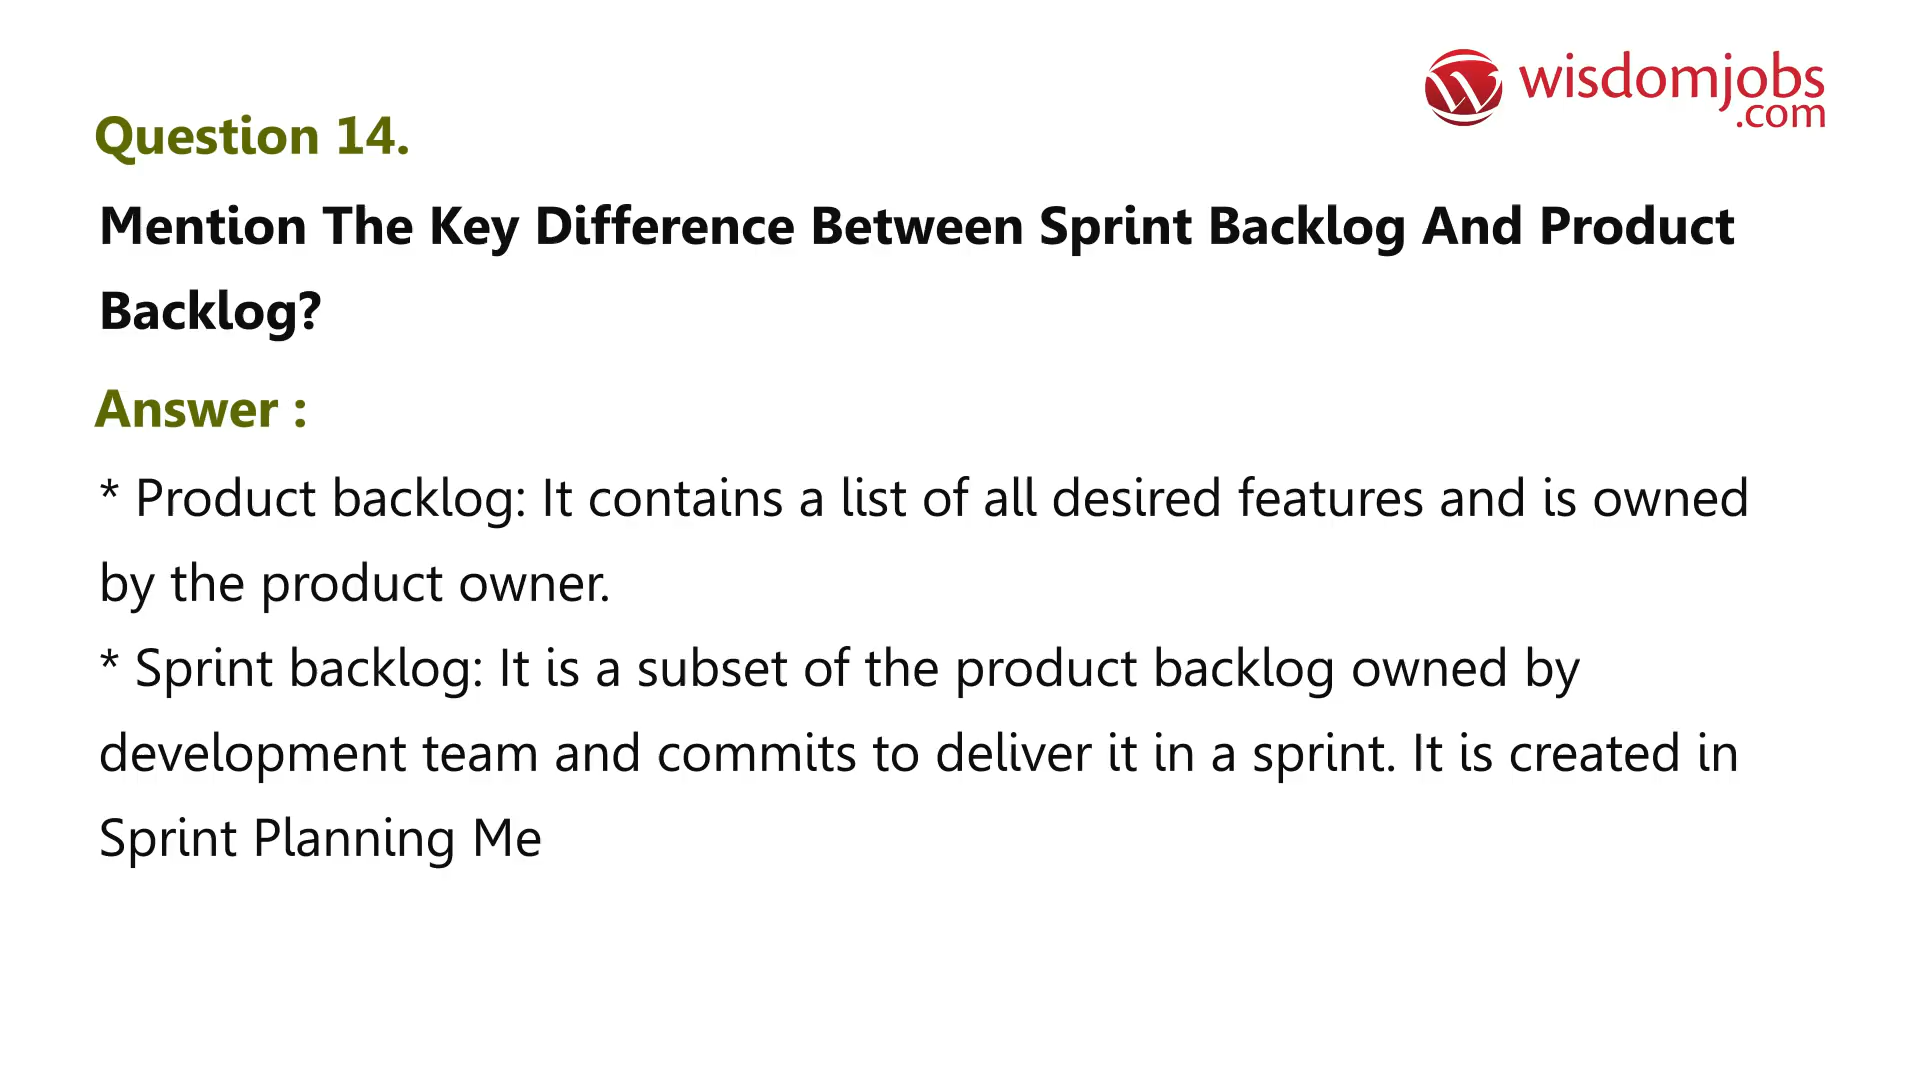 wisdomjobs
.com
Question 14.
Mention The Key Difference Between Sprint Backlog And Product
Backlog?
Answer :
* Product backlog: It contains a list of all desired features and is owned
by the product owner.
* Sprint backlog: It is a subset of the product backlog owned by
development team and commits to deliver it in a sprint. It is created in
Sprint Planning Me